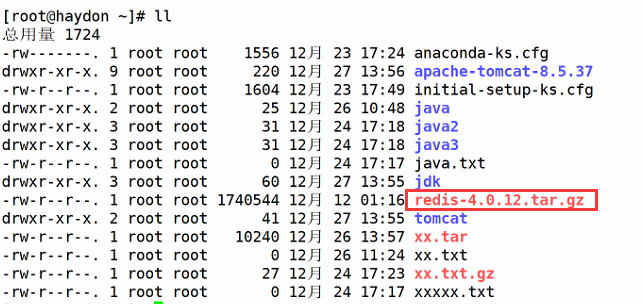 [root@haydon ~]# ll
总用量 1724
-rw-------. 1 root root    1556 12月 23 17:24 anaconda-ks.cfg
drwxr-xr-x. 9 root root     220 12月 27 13:56 apache-tomcat-8.5.37
-rw-r--r--. 1 root root    1604 12月 23 17:49 initial-setup-ks.cfg
drwxr-xr-x. 2 root root      25 12月 26 10:48 java
drwxr-xr-x. 3 root root      31 12月 24 17:18 java2
drwxr-xr-x. 3 root root      31 12月 24 17:18 java3
-rw-r--r--. 1 root root       0 12月 24 17:17 java.txt
drwxr-xr-x. 3 root root      60 12月 27 13:55 jdk
-rw-r--r--. 1 root root 1740544 12月 12 01:16 redis-4.0.12.tar.gz
drwxr-xr-x. 2 root root      41 12月 27 13:55 tomcat
-rw-r--r--. 1 root root   10240 12月 26 13:57 xx.tar
-rw-r--r--. 1 root root       0 12月 26 11:24 xx.txt
-rw-r--r--. 1 root root      27 12月 24 17:23 xx.txt.gz
-rw-r--r--. 1 root root       0 12月 24 17:17 xxxxx.txt